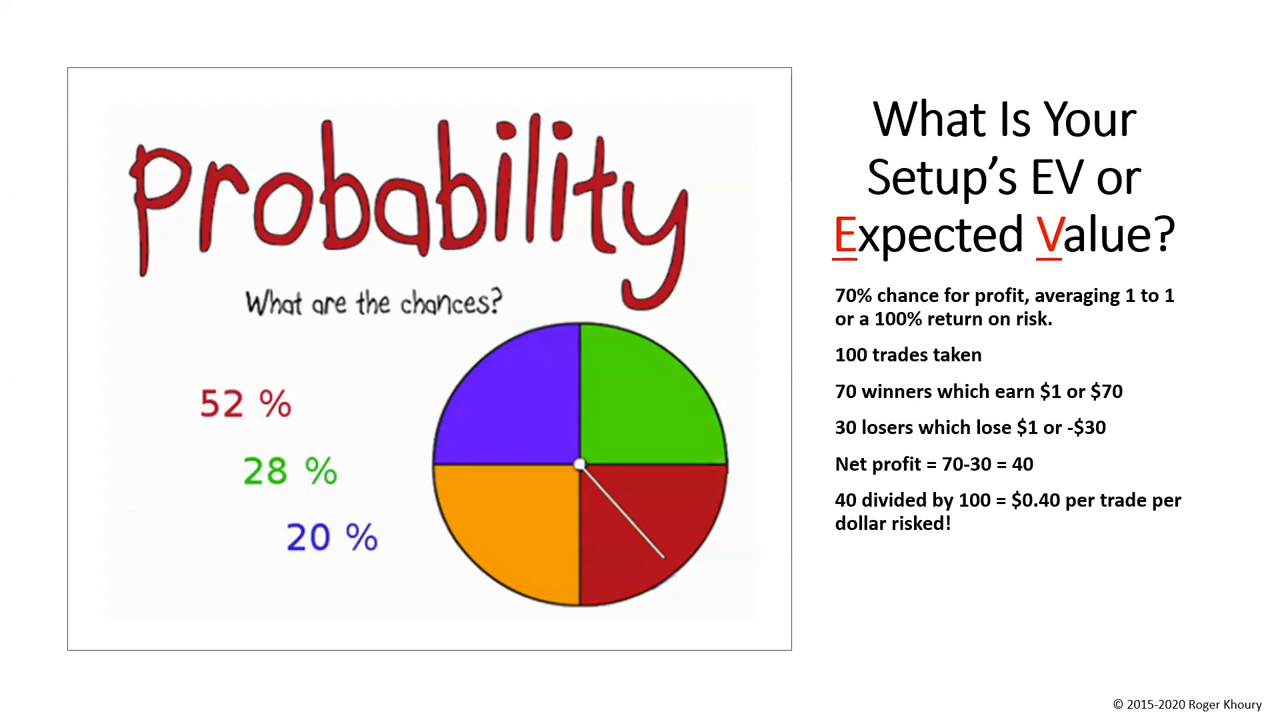 Probability
What are the chances?
52 %
28 %
20 %
What Is Your
Setup’s EV or
Expected Value?
70% chance for profit, averaging 1 to 1
or a 100% return on risk.
100 trades taken
70 winners which earn $1 or $70
30 losers which lose $1 or -$30
Net profit = 70-30 = 40
40 divided by 100 = $0.40 per trade per
dollar risked!
© 2015-2020 Roger Khoury